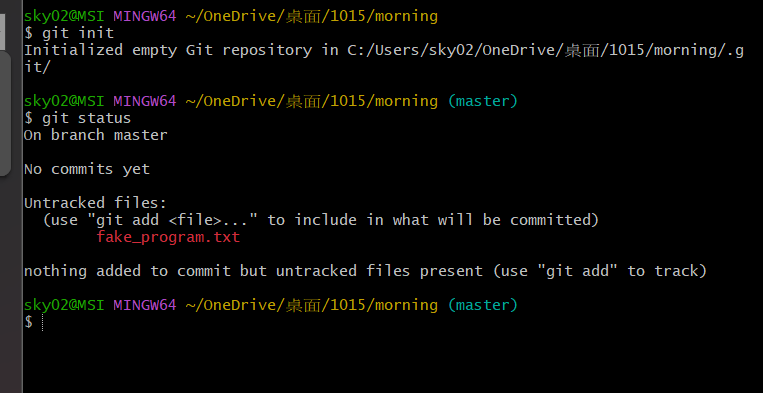 sky02@MSI MINGW64 ~/OneDrive/桌面/1015/morning
$ git init
Initialized empty Git repository in C:/Users/sky02/OneDrive/桌面/1015/morning/.g
it/
sky02@MSI MINGW64 ~/OneDrive/桌面/1015/morning (master)
$ git status
On branch master
No commits yet
Untracked files:
  (use "git add <file>..." to include in what will be committed)
        fake_program.txt
nothing added to commit but untracked files present (use "git add" to track)
sky02@MSI MINGW64 ~/OneDrive/桌面/1015/morning (master)
$